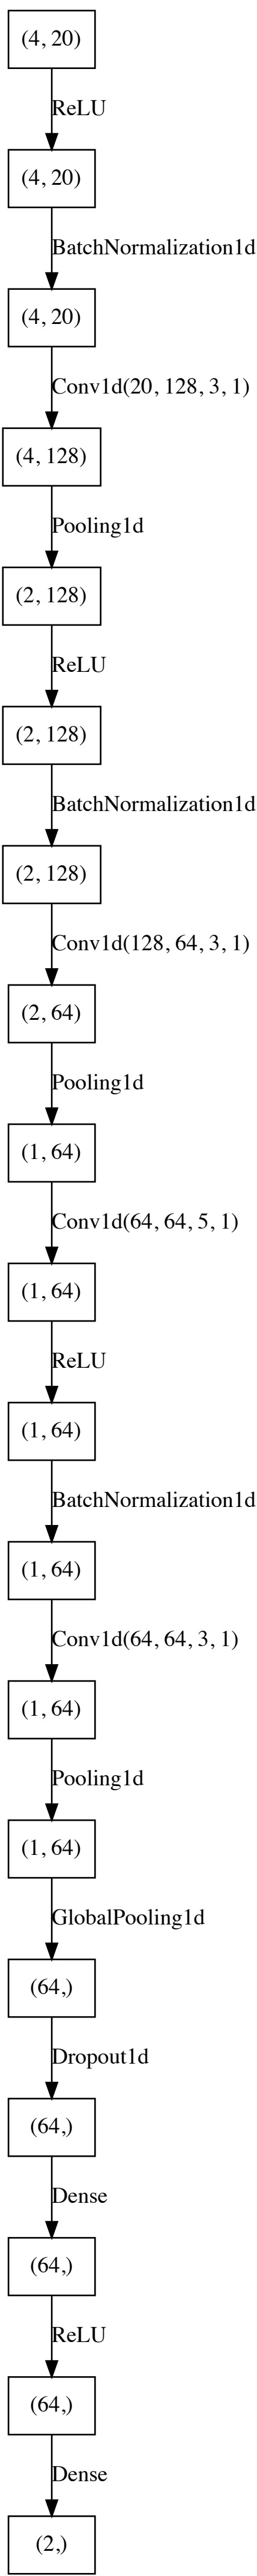 (4, 20)
ReLU
(4, 20)
BatchNormalization1d
(4, 20)
Conv1d(20, 128, 3, 1)
(4, 128)
Pooling1d
(2, 128)
ReLU
(2, 128)
BatchNormalization1d
(2, 128)
Conv1d(128, 64, 3, 1)
(2, 64)
Pooling1d
(1, 64)
Conv1d(64, 64, 5, 1)
(1, 64)
ReLU
(1, 64)
BatchNormalization1d
(1, 64)
Conv1d(64, 64, 3, 1)
(1, 64)
Pooling1d
(1, 64)
GlobalPooling1d
(64,)
Dropout1d
(64,)
Dense
(64,)
ReLU
(64,)
Dense
(2,)